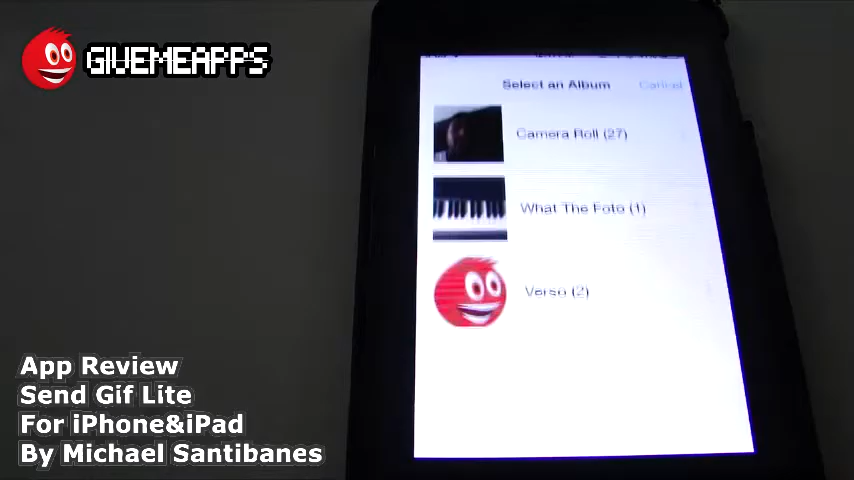 GIVEMEAPPS
Select an Album
Cancel
Camera Roll (27)
What The Foto (1)
Verso (2)
App Review
Send Gif Lite
For iPhone&iPad
By Michael Santibanes